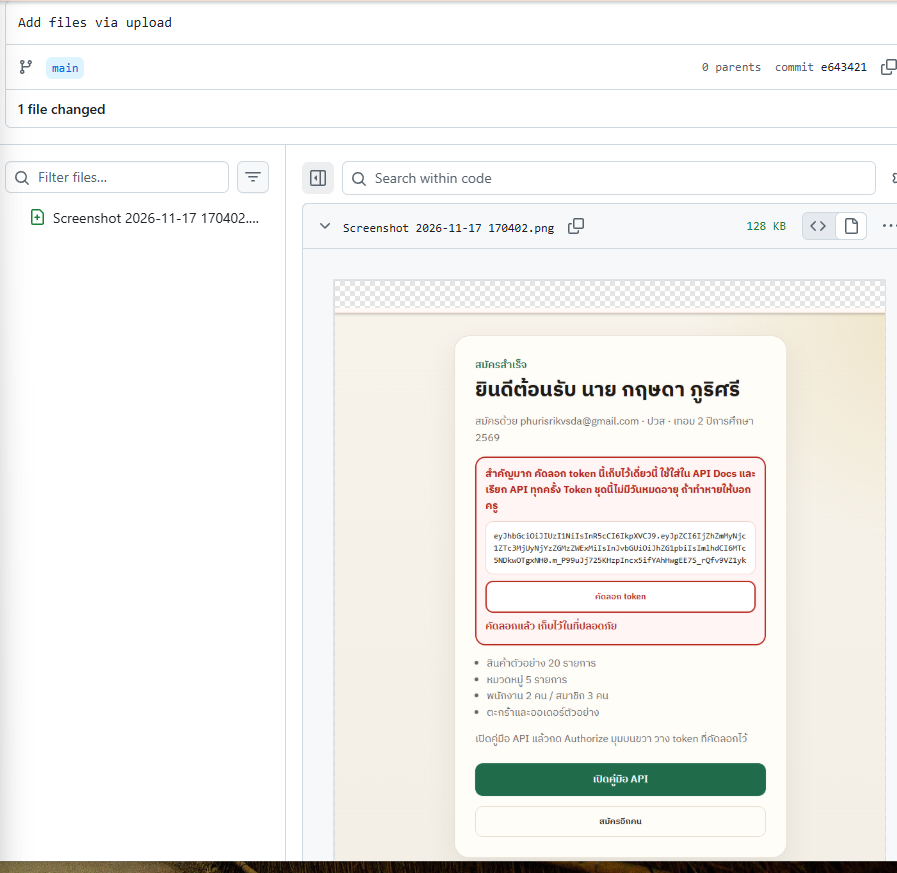 Add files via upload
main
0 parents commit e643421
1 file changed
Filter files...
Search within code
Screenshot 2026-11-17 170402....
Screenshot 2026-11-17 170402.png
128 KB
สมัครสำเร็จ
ยินดีต้อนรับ นาย กฤษดา ภูริศรี
สมัครด้วย phurisrikvsda@gmail.com · ปวส · เทอม 2 ปีการศึกษา
2569
สำคัญมาก คัดลอก token นี้เก็บไว้เดี๋ยวนี้ ใช้ใส่ใน API Docs และ
เรียก API ทุกครั้ง Token ชุดนี้ไม่มีวันหมดอายุ ถ้าทำหายให้บอก
ครู
คัดลอก token
คัดลอกแล้ว เก็บไว้ในที่ปลอดภัย
สินค้าตัวอย่าง 20 รายการ
หมวดหมู่ 5 รายการ
พนักงาน 2 คน / สมาชิก 3 คน
ตะกร้าและออเดอร์ตัวอย่าง
เปิดคู่มือ API แล้วกด Authorize มุมบนขวา วาง token ที่คัดลอกไว้
เปิดคู่มือ API
สมัครอีกคน